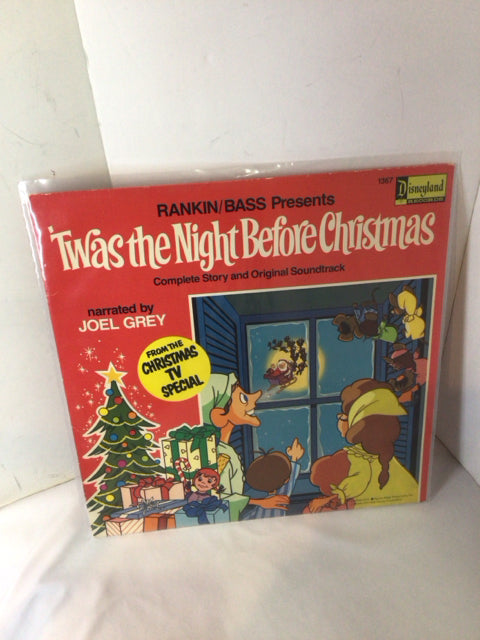 1367
Disneyland
RECORDS
RANKIN/BASS Presents
'Twas the Night Before Christmas
Complete Story and Original Soundtrack
narrated by
JOEL GREY
FROM THE
CHRISTMAS
TV
SPECIAL